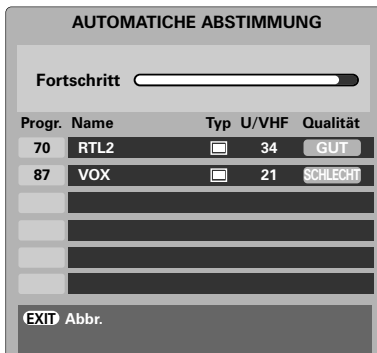 AUTOMATICHE ABSTIMMUNG
Fortschritt
Progr. Name Typ U/VHF Qualität
70 RTL2 34 GUT
87 VOX 21 SCHLECHT
EXIT Abbr.